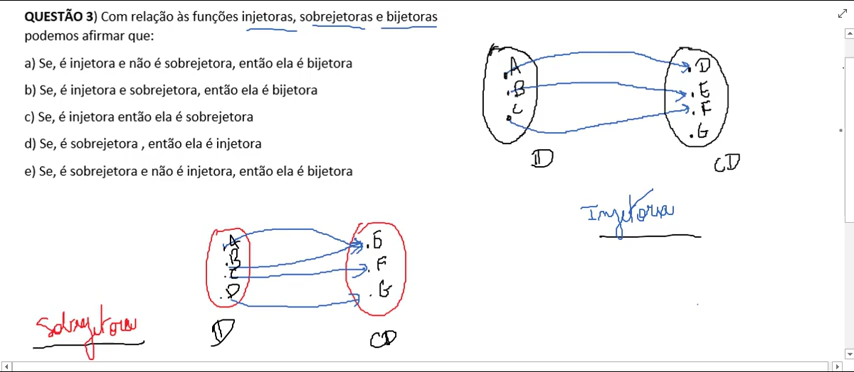 QUESTÃO 3) Com relação às funções injetoras, sobrejetoras e bijetoras
podemos afirmar que:
a) Se, é injetora e não é sobrejetora, então ela é bijetora
b) Se, é injetora e sobrejetora, então ela é bijetora
c) Se, é injetora então ela é sobrejetora
d) Se, é sobrejetora , então ela é injetora
e) Se, é sobrejetora e não é injetora, então ela é bijetora
.A .D
.B .E
.C .F
.G
D CD
Injetora
A .E
.B .F
.C .G
.D
D CD
Sobrejetora